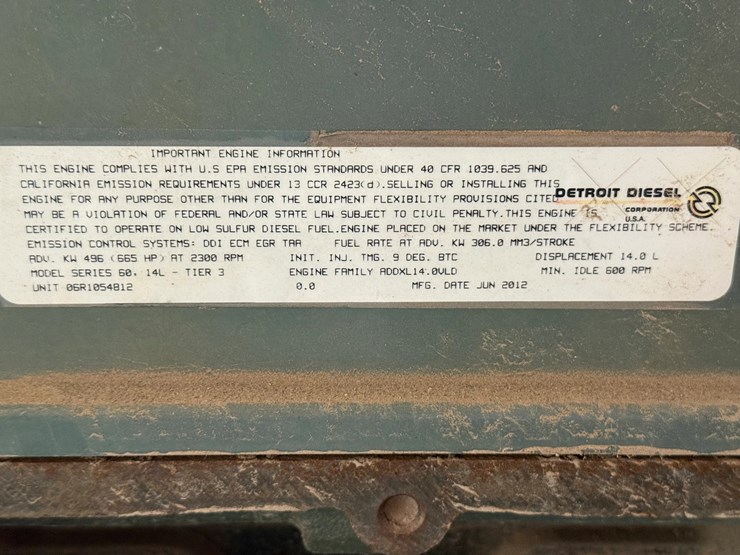 IMPORTANT ENGINE INFORMATION
THIS ENGINE COMPLIES WITH U.S EPA EMISSION STANDARDS UNDER 40 CFR 1039.625 AND
CALIFORNIA EMISSION REQUIREMENTS UNDER 13 CCR 2423(d).SELLING OR INSTALLING THIS
ENGINE FOR ANY PURPOSE OTHER THAN FOR THE EQUIPMENT FLEXIBILITY PROVISIONS CITED
DETROIT DIESEL
MAY BE A VIOLATION OF FEDERAL AND/OR STATE LAW SUBJECT TO CIVIL PENALTY.THIS ENGINE IS
CORPORATION
U.S.A.
CERTIFIED TO OPERATE ON LOW SULFUR DIESEL FUEL.ENGINE PLACED ON THE MARKET UNDER THE FLEXIBILITY SCHEME.
EMISSION CONTROL SYSTEMS: DDI ECM EGR TAA FUEL RATE AT ADV. KW 306.0 MM3/STROKE
ADV. KW 496 (665 HP) AT 2300 RPM INIT. INJ. TMG. 9 DEG. BTC DISPLACEMENT 14.0 L
MODEL SERIES 60, 14L - TIER 3 ENGINE FAMILY ADDXL14.0VLD MIN. IDLE 600 RPM
UNIT 06R1054812 0.0 MFG. DATE JUN 2012